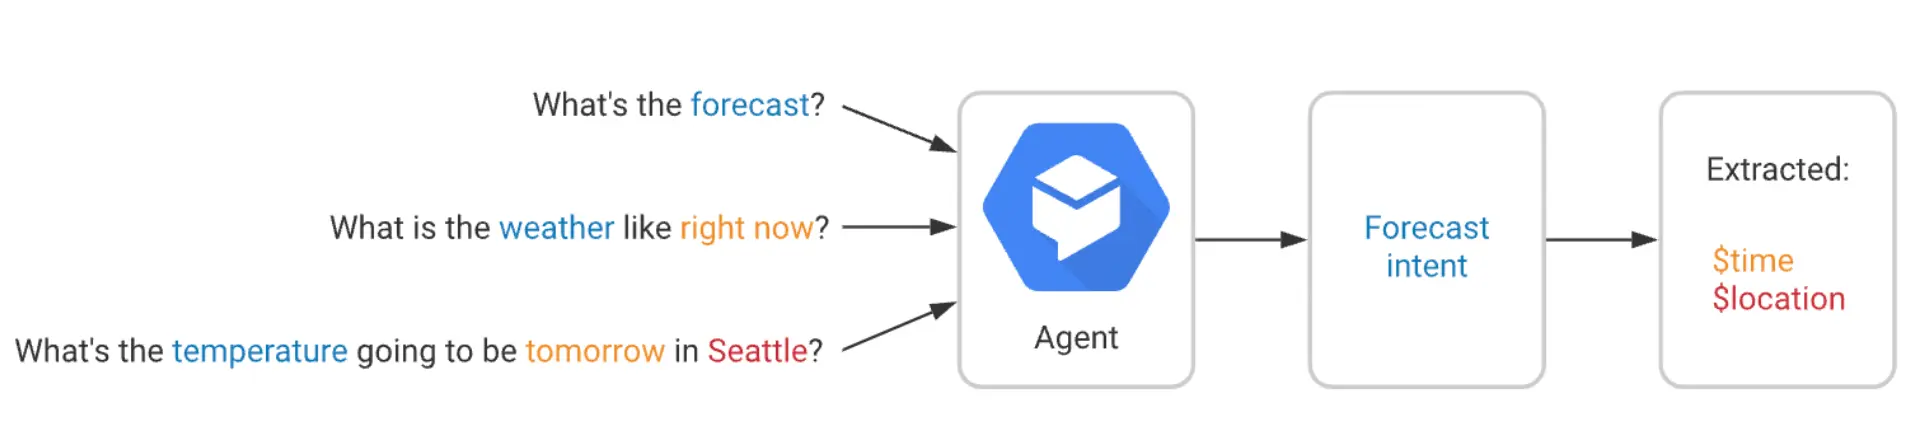 What's the forecast?
What is the weather like right now?
What's the temperature going to be tomorrow in Seattle?
Agent
Forecast
intent
Extracted:
$time
$location